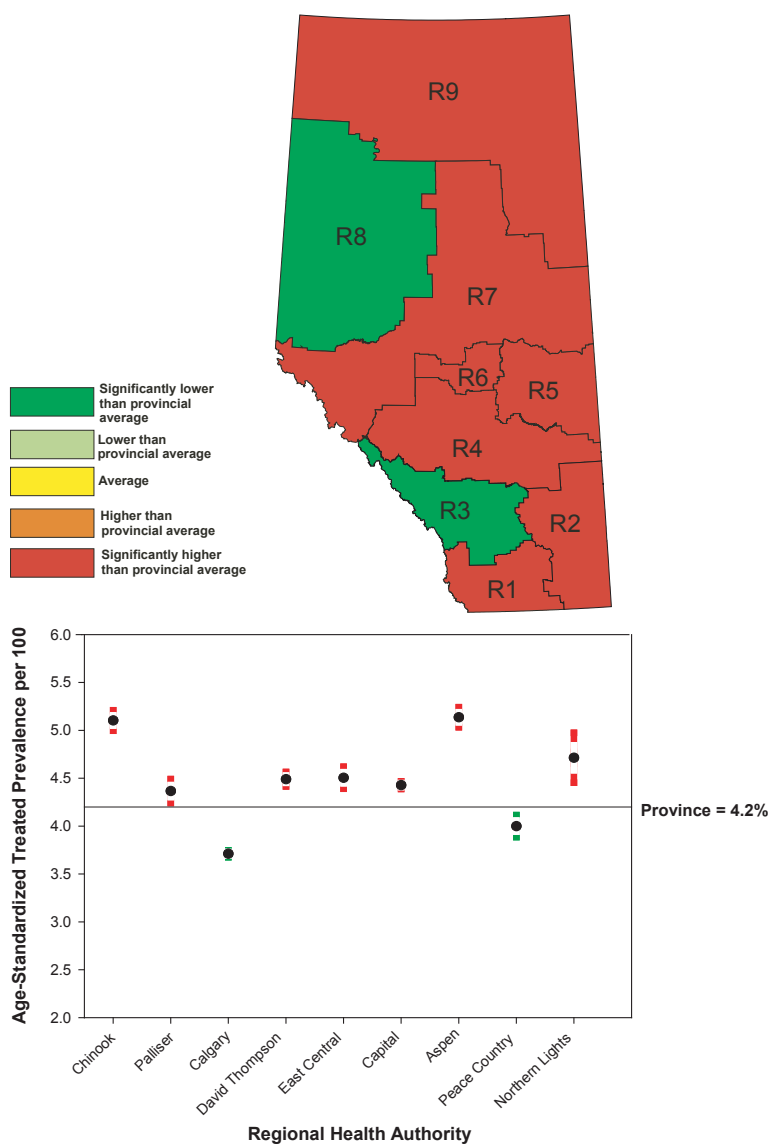 R9
R8
R7
R6
R5
R4
R3
R2
R1
Significantly lower
than provincial
average
Lower than
provincial average
Average
Higher than
provincial average
Significantly higher
than provincial average
Age-Standardized Treated Prevalence per 100
6.0
5.5
5.0
4.5
4.0
3.5
3.0
2.5
2.0
Province = 4.2%
Chinook
Palliser
Calgary
David Thompson
East Central
Capital
Aspen
Peace Country
Northern Lights
Regional Health Authority